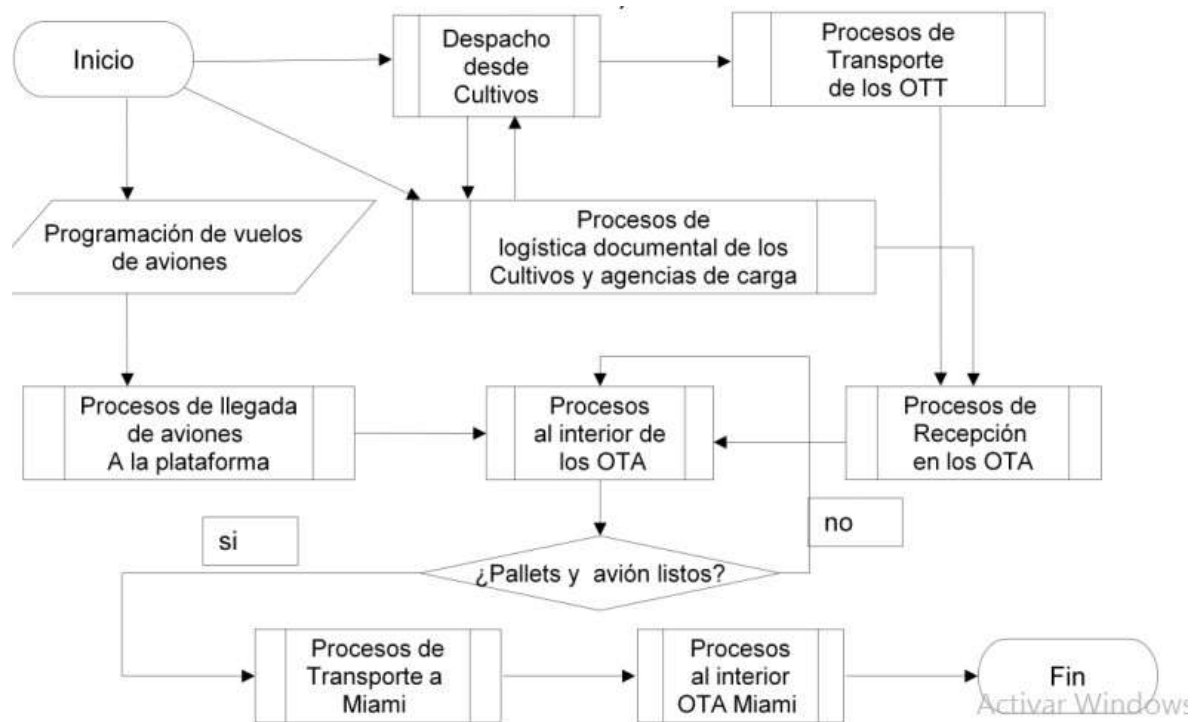 Inicio
Despacho
desde
Cultivos
Procesos de
Transporte
de los OTT
Programación de vuelos
de aviones
Procesos de
logística documental de los
Cultivos y agencias de carga
Procesos de llegada
de aviones
A la plataforma
Procesos
al interior de
los OTA
Procesos de
Recepción
en los OTA
si
no
¿Pallets y avión listos?
Procesos de
Transporte a
Miami
Procesos
al interior
OTA Miami
Fin
Activar Windows